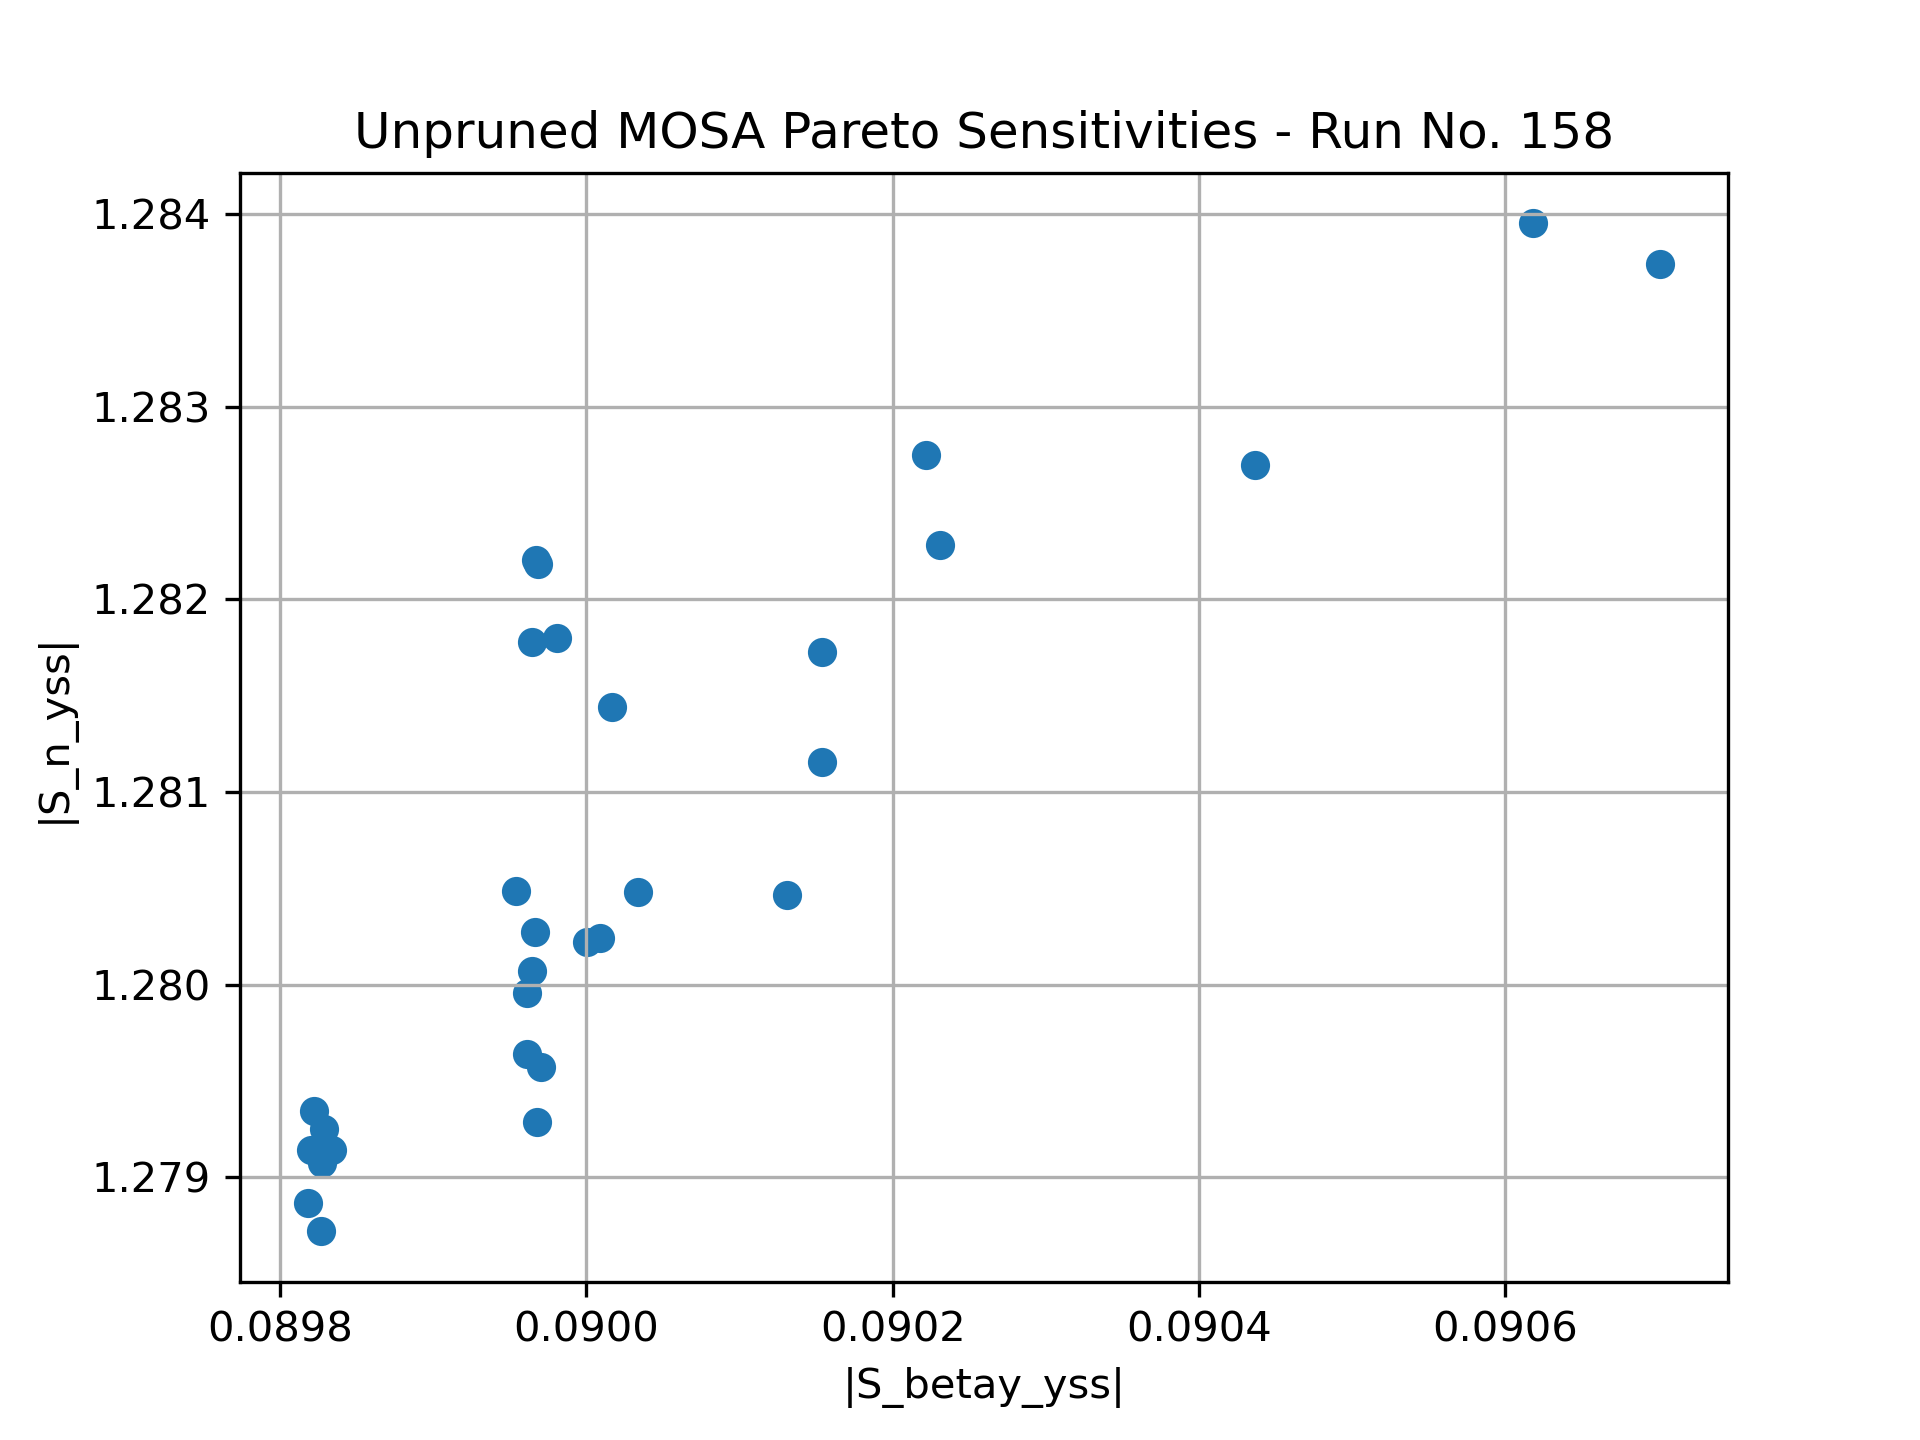 Unpruned MOSA Pareto Sensitivities - Run No. 158
1.284
1.283
1.282
1.281
1.280
1.279
|S_n_yss|
0.0898 0.0900 0.0902 0.0904 0.0906
|S_betay_yss|